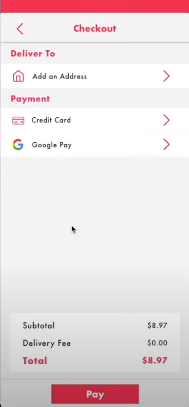 Checkout
Deliver To
Add an Address
Payment
Credit Card
Google Pay
Subtotal $8.97
Delivery Fee $0.00
Total $8.97
Pay